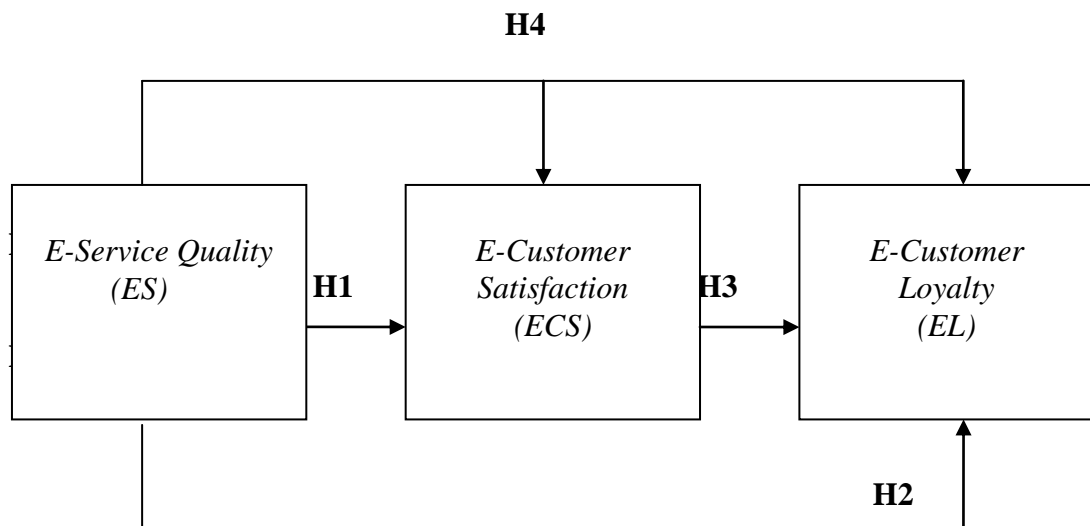 H4
E-Service Quality
(ES)
H1
E-Customer
Satisfaction
(ECS)
H3
E-Customer
Loyalty
(EL)
H2